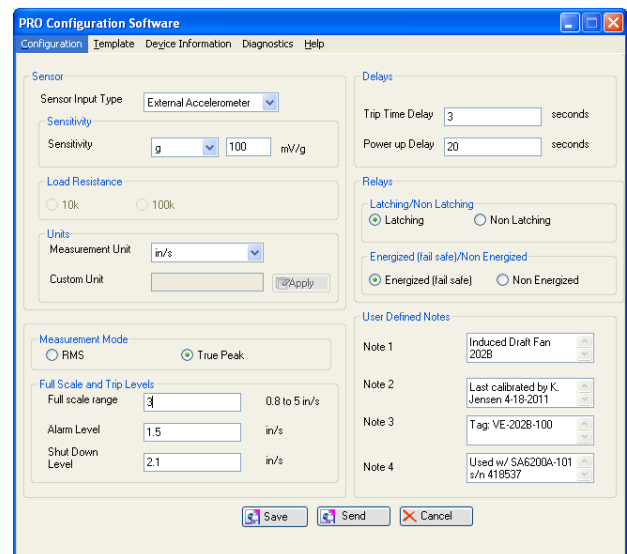 PRO Configuration Software
Configuration Template Device Information Diagnostics Help
Sensor
Sensor Input Type External Accelerometer
Sensitivity
Sensitivity g 100 mV/g
Load Resistance
10k 100k
Units
Measurement Unit in/s
Custom Unit Apply
Measurement Mode
RMS True Peak
Full Scale and Trip Levels
Full scale range 3 0.8 to 5 in/s
Alarm Level 1.5 in/s
Shut Down
Level 2.1 in/s
Delays
Trip Time Delay 3 seconds
Power up Delay 20 seconds
Relays
Latching/Non Latching
Latching Non Latching
Energized (fail safe)/Non Energized
Energized (fail safe) Non Energized
User Defined Notes
Note 1 Induced Draft Fan
202B
Note 2 Last calibrated by K.
Jensen 4-18-2011
Note 3 Tag: VE-202B-100
Note 4 Used w/ SA6200A-101
s/n 418537
Save Send Cancel